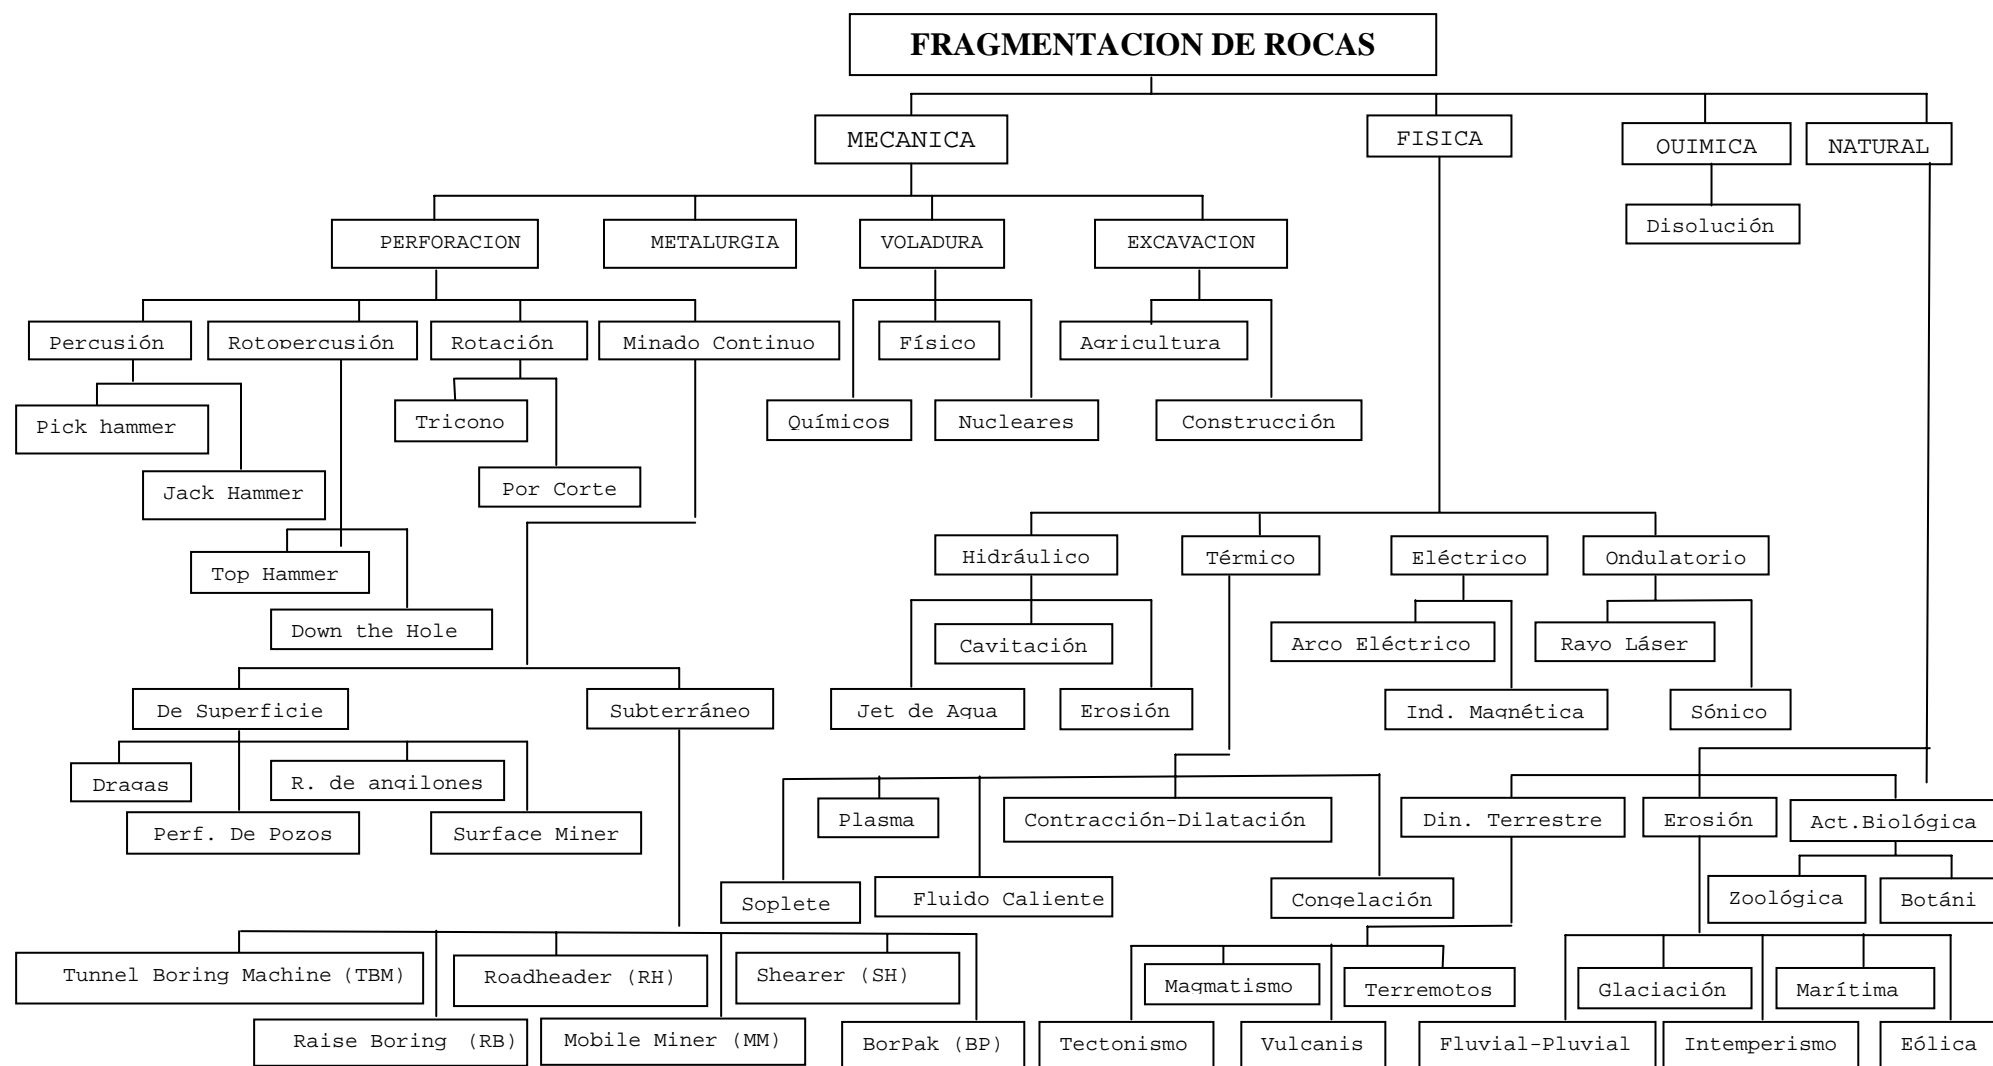 FRAGMENTACION DE ROCAS
MECANICA
FISICA
QUIMICA
NATURAL
Disolución
PERFORACION
METALURGIA
VOLADURA
EXCAVACION
Percusión
Rotopercusión
Rotación
Minado Continuo
Físico
Agricultura
Pick hammer
Tricono
Químicos
Nucleares
Construcción
Jack Hammer
Por Corte
Hidráulico
Térmico
Eléctrico
Ondulatorio
Top Hammer
Down the Hole
Cavitación
Arco Eléctrico
Rayo Láser
De Superficie
Subterráneo
Jet de Agua
Erosión
Ind. Magnética
Sónico
Dragas
R. de angilones
Perf. De Pozos
Surface Miner
Plasma
Contracción-Dilatación
Din. Terrestre
Erosión
Act.Biológica
Soplete
Fluido Caliente
Congelación
Zoológica
Botáni
Tunnel Boring Machine (TBM)
Roadheader (RH)
Shearer (SH)
Magmatismo
Terremotos
Glaciación
Marítima
Raise Boring (RB)
Mobile Miner (MM)
BorPak (BP)
Tectonismo
Vulcanis
Fluvial-Pluvial
Intemperismo
Eólica